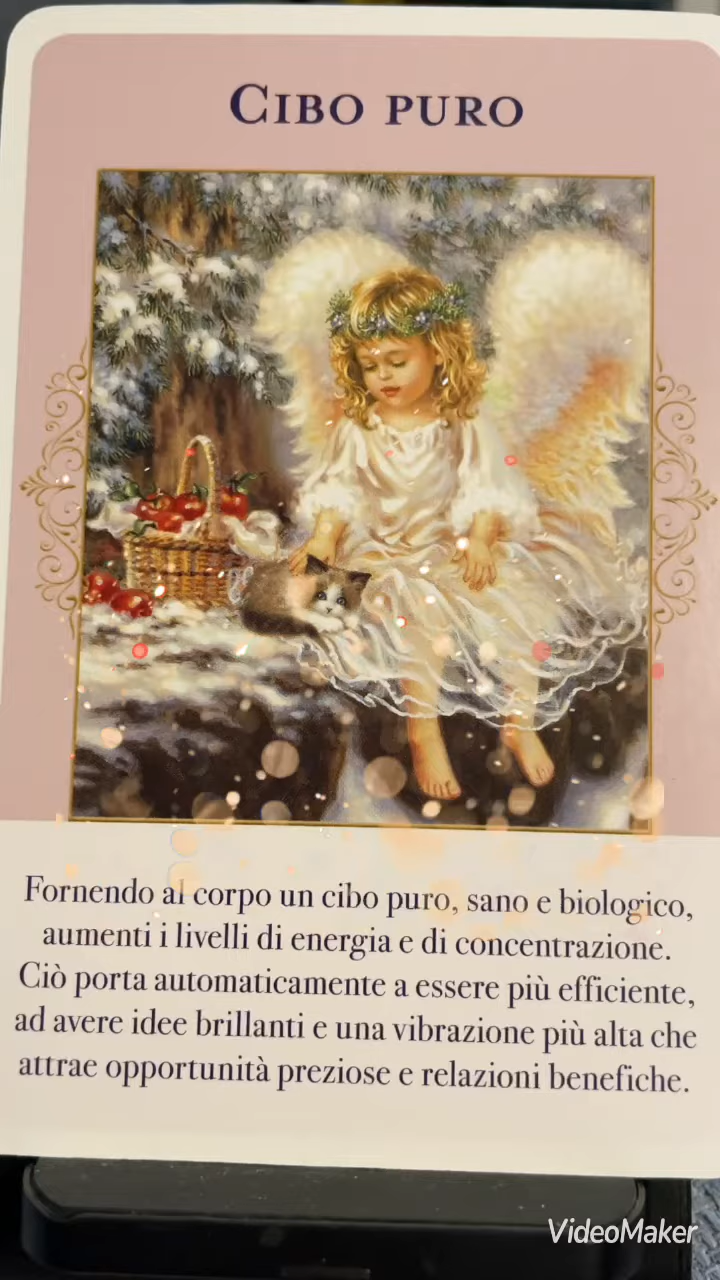 Cibo puro
Fornendo al corpo un cibo puro, sano e biologico,
aumenti i livelli di energia e di concentrazione.
Ciò porta automaticamente a essere più efficiente,
ad avere idee brillanti e una vibrazione più alta che
attrae opportunità preziose e relazioni benefiche.
VideoMaker